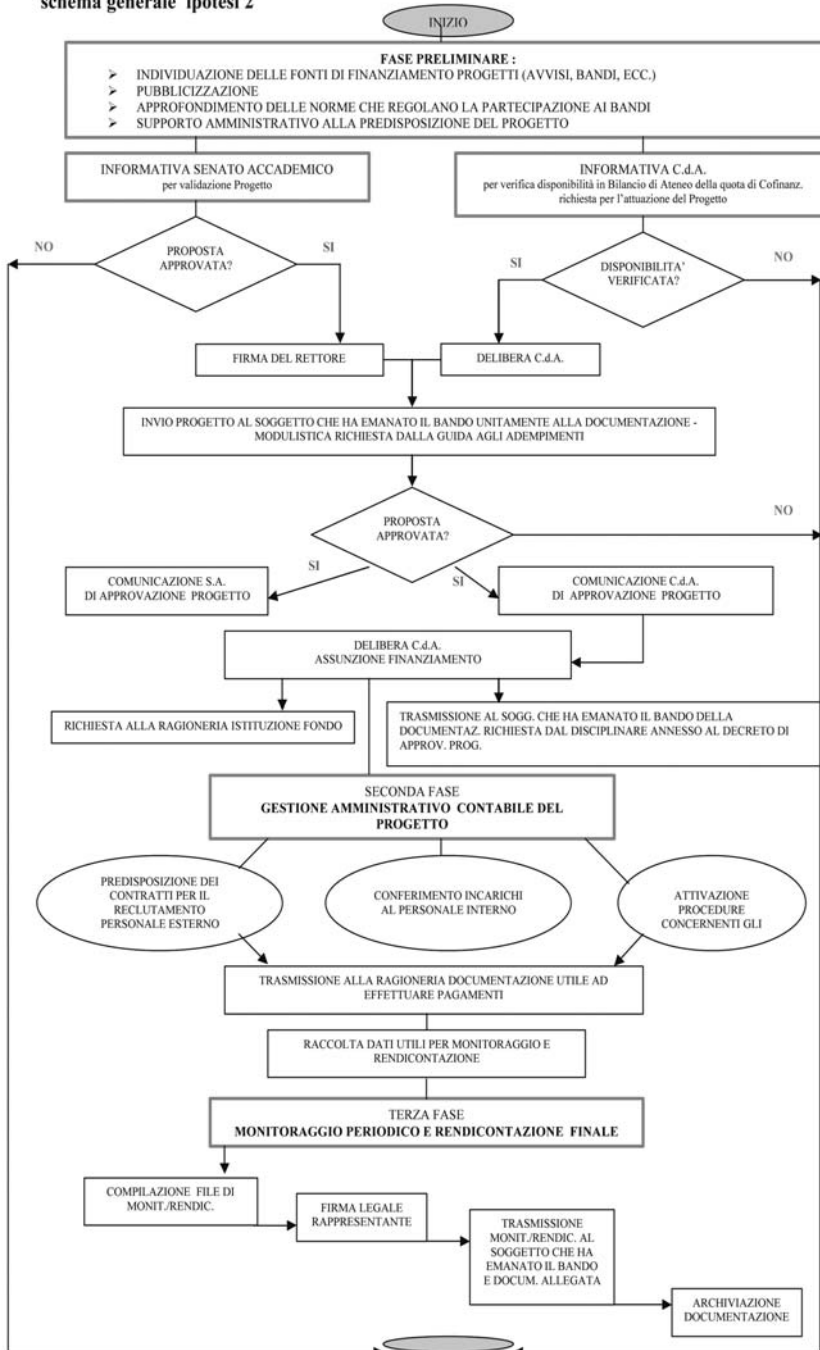 schema generale ipotesi 2
INIZIO
FASE PRELIMINARE :
➢ INDIVIDUAZIONE DELLE FONTI DI FINANZIAMENTO PROGETTI (AVVISI, BANDI, ECC.)
➢ PUBBLICIZZAZIONE
➢ APPROFONDIMENTO DELLE NORME CHE REGOLANO LA PARTECIPAZIONE AI BANDI
➢ SUPPORTO AMMINISTRATIVO ALLA PREDISPOSIZIONE DEL PROGETTO
INFORMATIVA SENATO ACCADEMICO
per validazione Progetto
INFORMATIVA C.d.A.
per verifica disponibilità in Bilancio di Ateneo della quota di Cofinanz.
richiesta per l'attuazione del Progetto
NO
PROPOSTA
APPROVATA?
SI
SI
DISPONIBILITA'
VERIFICATA?
NO
FIRMA DEL RETTORE
DELIBERA C.d.A.
INVIO PROGETTO AL SOGGETTO CHE HA EMANATO IL BANDO UNITAMENTE ALLA DOCUMENTAZIONE -
MODULISTICA RICHIESTA DALLA GUIDA AGLI ADEMPIMENTI
PROPOSTA
APPROVATA?
NO
SI
SI
COMUNICAZIONE S.A.
DI APPROVAZIONE PROGETTO
COMUNICAZIONE C.d.A.
DI APPROVAZIONE PROGETTO
DELIBERA C.d.A.
ASSUNZIONE FINANZIAMENTO
RICHIESTA ALLA RAGIONERIA ISTITUZIONE FONDO
TRASMISSIONE AL SOGG. CHE HA EMANATO IL BANDO DELLA
DOCUMENTAZ. RICHIESTA DAL DISCIPLINARE ANNESSO AL DECRETO DI
APPROV. PROG.
SECONDA FASE
GESTIONE AMMINISTRATIVO CONTABILE DEL
PROGETTO
PREDISPOSIZIONE DEI
CONTRATTI PER IL
RECLUTAMENTO
PERSONALE ESTERNO
CONFERIMENTO INCARICHI
AL PERSONALE INTERNO
ATTIVAZIONE
PROCEDURE
CONCERNENTI GLI
TRASMISSIONE ALLA RAGIONERIA DOCUMENTAZIONE UTILE AD
EFFETTUARE PAGAMENTI
RACCOLTA DATI UTILI PER MONITORAGGIO E
RENDICONTAZIONE
TERZA FASE
MONITORAGGIO PERIODICO E RENDICONTAZIONE FINALE
COMPILAZIONE FILE DI
MONIT./RENDIC.
FIRMA LEGALE
RAPPRESENTANTE
TRASMISSIONE
MONIT./RENDIC. AL
SOGGETTO CHE HA
EMANATO IL BANDO
E DOCUM. ALLEGATA
ARCHIVIAZIONE
DOCUMENTAZIONE